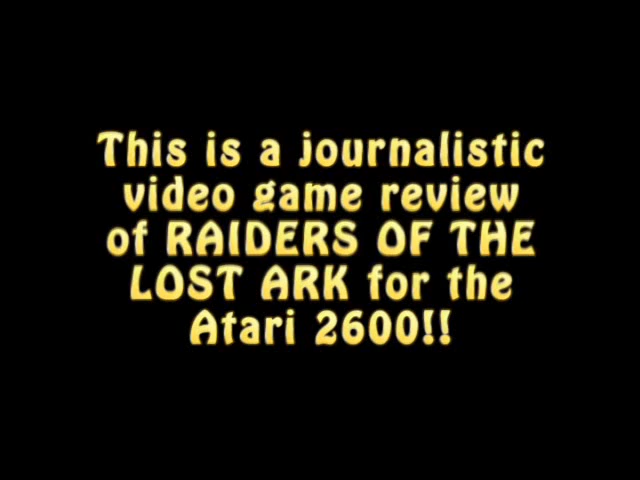 This is a journalistic
video game review
of RAIDERS OF THE
LOST ARK for the
Atari 2600!!